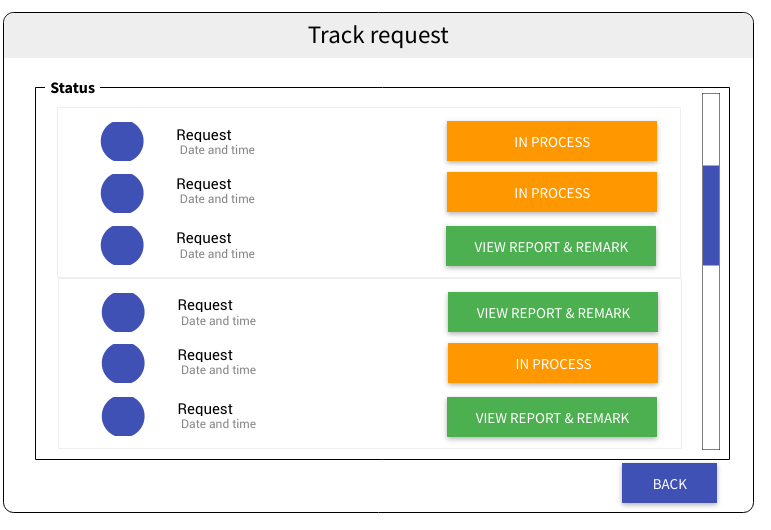 Track request
Status
Request
Date and time
IN PROCESS
Request
Date and time
IN PROCESS
Request
Date and time
VIEW REPORT & REMARK
Request
Date and time
VIEW REPORT & REMARK
Request
Date and time
IN PROCESS
Request
Date and time
VIEW REPORT & REMARK
BACK